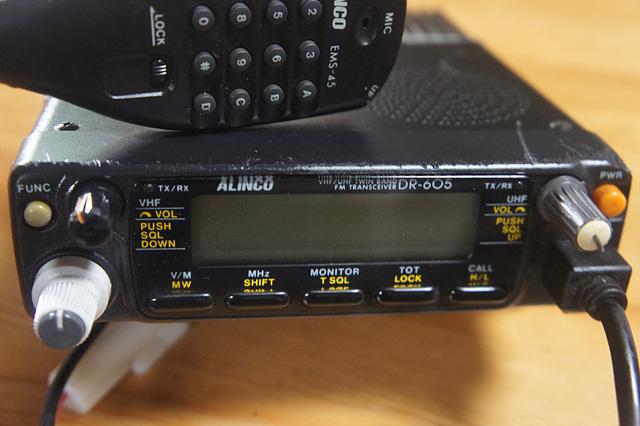 MIC
ALINCO
EMS-45
LOCK
2
3
A
5
6
B
8
9
C
0
#
D
FUNC
TX/RX
ALINCO
VHF/UHF TWIN BAND
FM TRANSCEIVER DR-605
TX/RX
PWR
VHF
VOL
PUSH
SQL
DOWN
UHF
VOL
PUSH
SQL
UP
V/M
MW
MHz
SHIFT
MONITOR
T SQL
TOT
LOCK
CALL
H/L